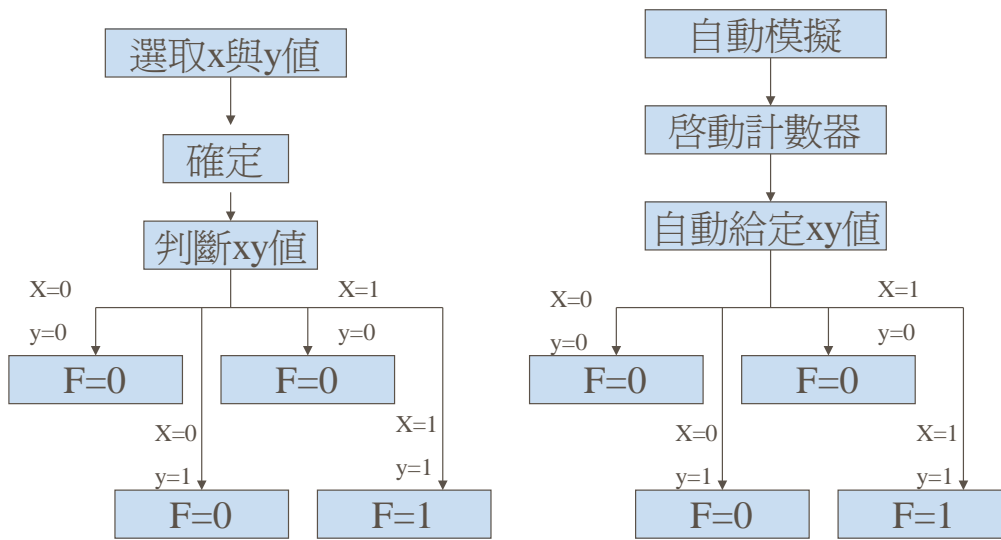 選取x與y值
確定
判斷xy值
X=0
X=1
y=0
y=0
F=0
F=0
X=0
X=1
y=1
y=1
F=0
F=1
自動模擬
啓動計數器
自動給定xy值
X=0
X=1
y=0
y=0
F=0
F=0
X=0
X=1
y=1
y=1
F=0
F=1